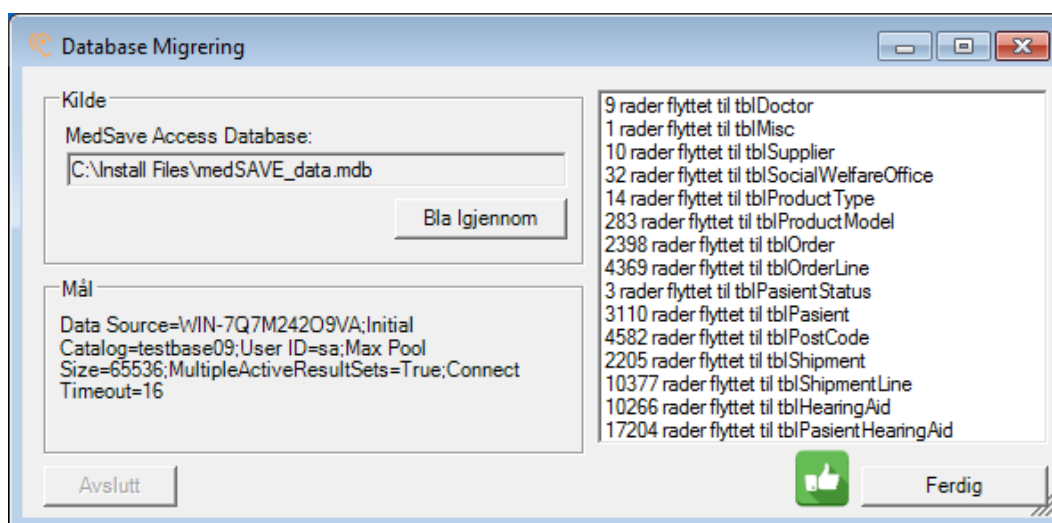 Database Migrering
Kilde
MedSave Access Database:
C:\Install Files\medSAVE_data.mdb
Bla Igjennom
Mål
Data Source=WIN-7Q7M242O9VA;Initial
Catalog=testbase09;User ID=sa;Max Pool
Size=65536;MultipleActiveResultSets=True;Connect
Timeout=16
9 rader flyttet til tblDoctor
1 rader flyttet til tblMisc
10 rader flyttet til tblSupplier
32 rader flyttet til tblSocialWelfareOffice
14 rader flyttet til tblProductType
283 rader flyttet til tblProductModel
2398 rader flyttet til tblOrder
4369 rader flyttet til tblOrderLine
3 rader flyttet til tblPasientStatus
3110 rader flyttet til tblPasient
4582 rader flyttet til tblPostCode
2205 rader flyttet til tblShipment
10377 rader flyttet til tblShipmentLine
10266 rader flyttet til tblHearingAid
17204 rader flyttet til tblPasientHearingAid
Avslutt
Ferdig